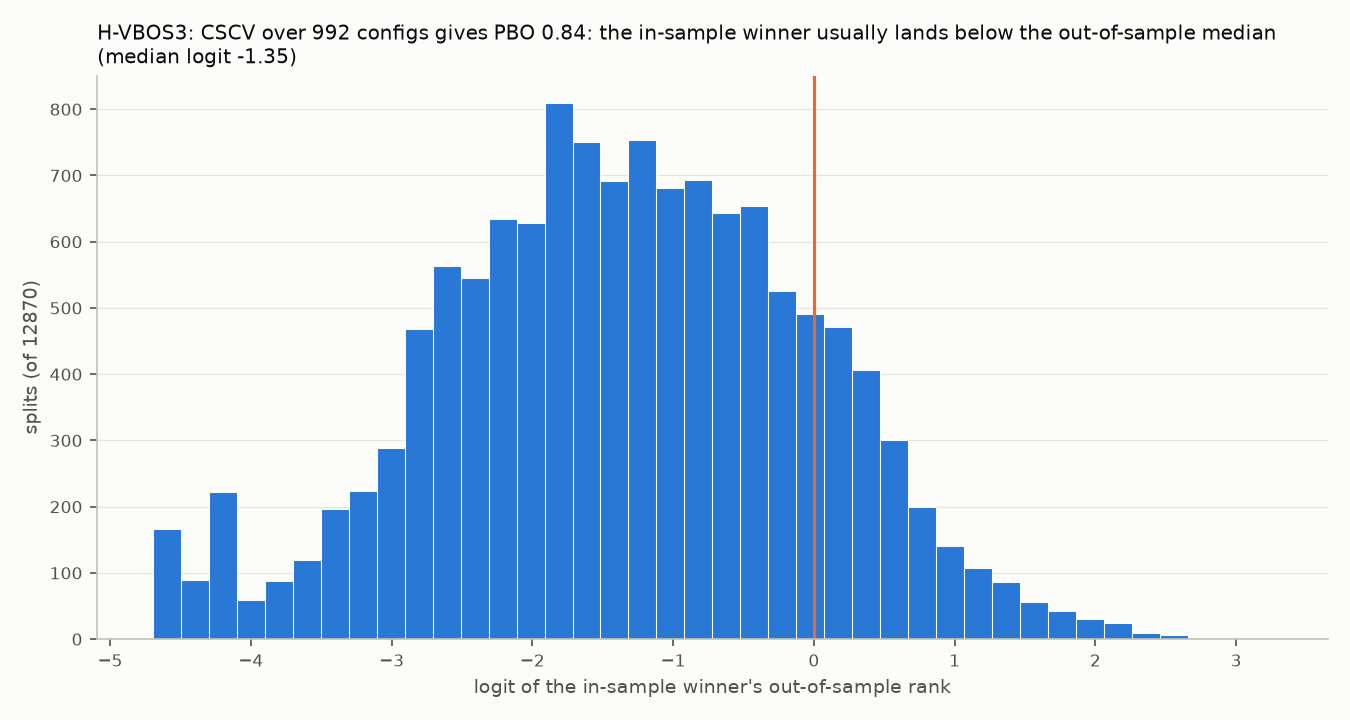 H-VBOS3: CSCV over 992 configs gives PBO 0.84: the in-sample winner usually lands below the out-of-sample median
(median logit -1.35)
800
700
600
500
400
300
200
100
0
splits (of 12870)
−5 −4 −3 −2 −1 0 1 2 3
logit of the in-sample winner's out-of-sample rank